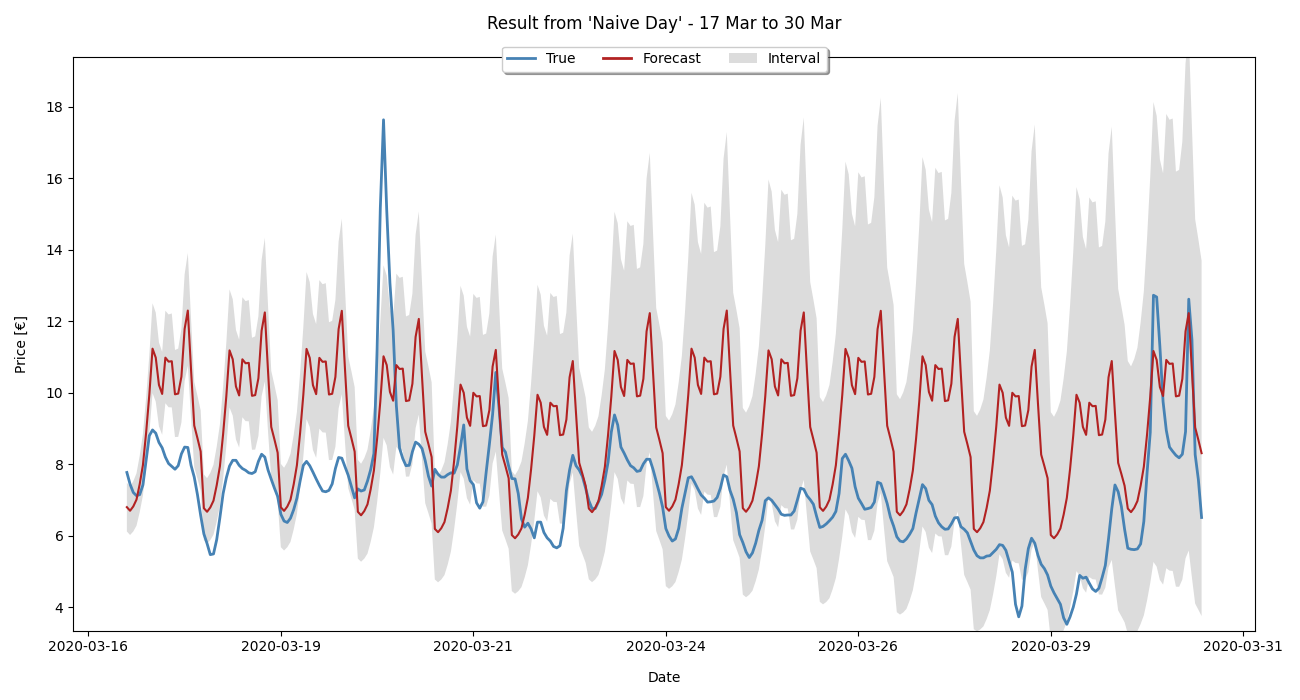 Result from 'Naive Day' - 17 Mar to 30 Mar
True Forecast Interval
Price [€]
18
16
14
12
10
8
6
4
2020-03-16 2020-03-19 2020-03-21 2020-03-24 2020-03-26 2020-03-29 2020-03-31
Date